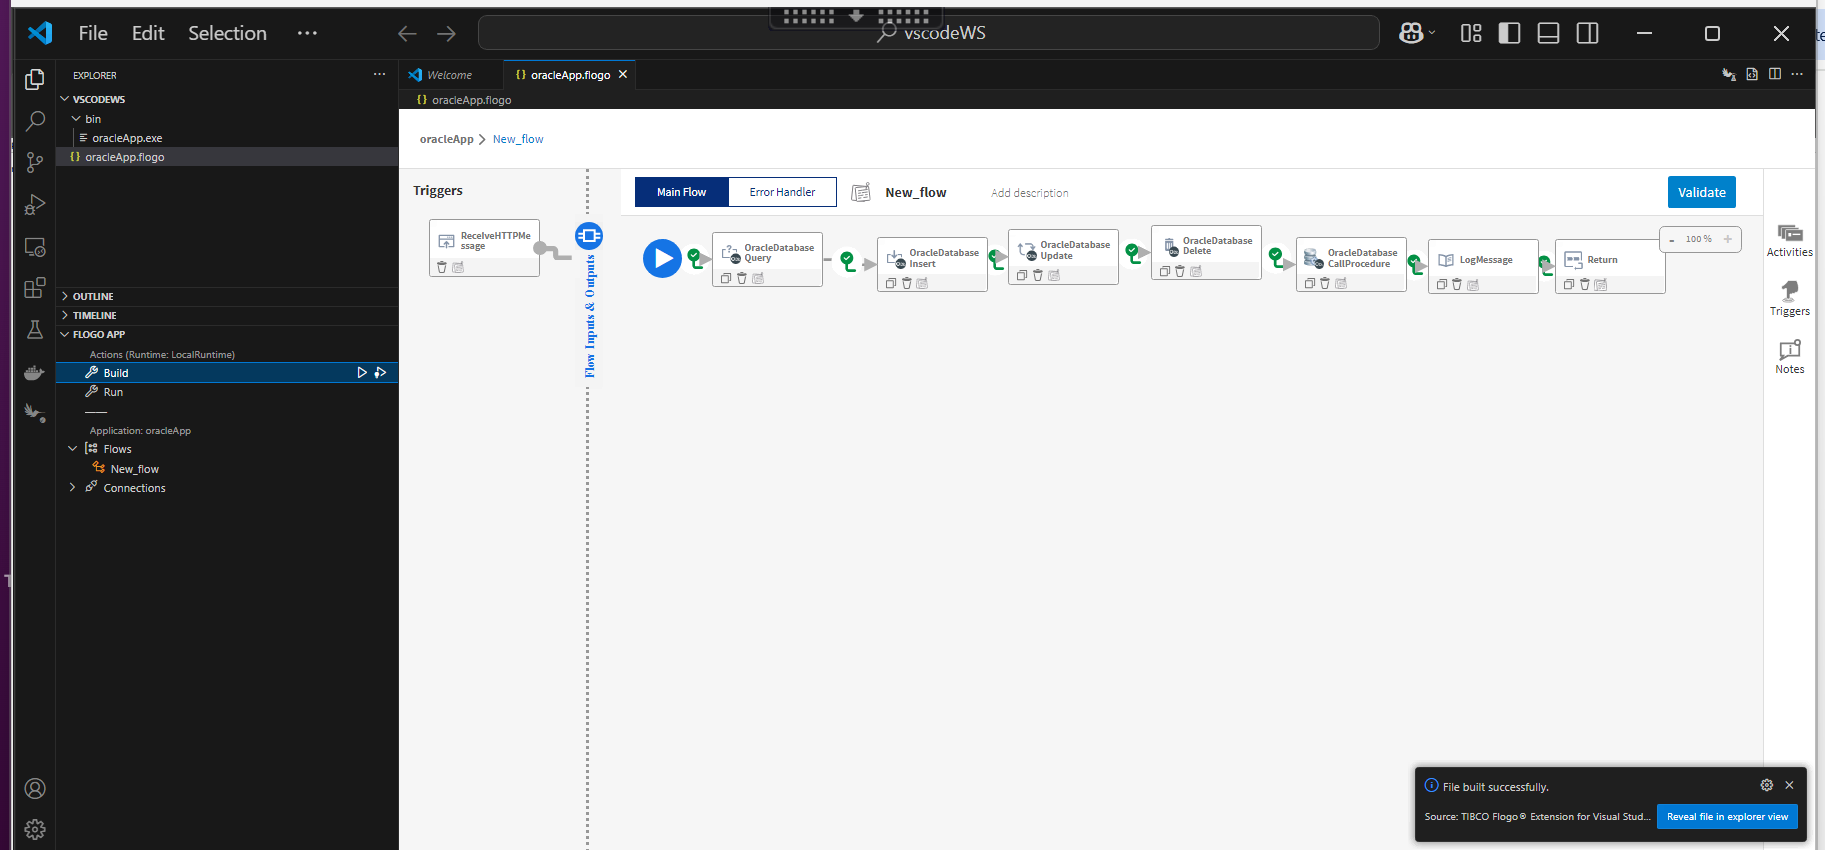 File Edit Selection ···
vscodeWS
EXPLORER
Welcome
{} oracleApp.flogo
{} oracleApp.flogo
VSCODEWS
bin
oracleApp.exe
{} oracleApp.flogo
OUTLINE
TIMELINE
FLOGO APP
Actions (Runtime: LocalRuntime)
Build
Run
Application: oracleApp
Flows
New_flow
Connections
oracleApp > New_flow
Triggers
ReceiveHTTPMe
ssage
Flow Inputs & Outputs
Main Flow
Error Handler
New_flow
Add description
Validate
OracleDatabase
Query
OracleDatabase
Insert
OracleDatabase
Update
OracleDatabase
Delete
OracleDatabase
CallProcedure
LogMessage
Return
- 100 % +
Activities
Triggers
Notes
File built successfully.
Source: TIBCO Flogo® Extension for Visual Stud...
Reveal file in explorer view